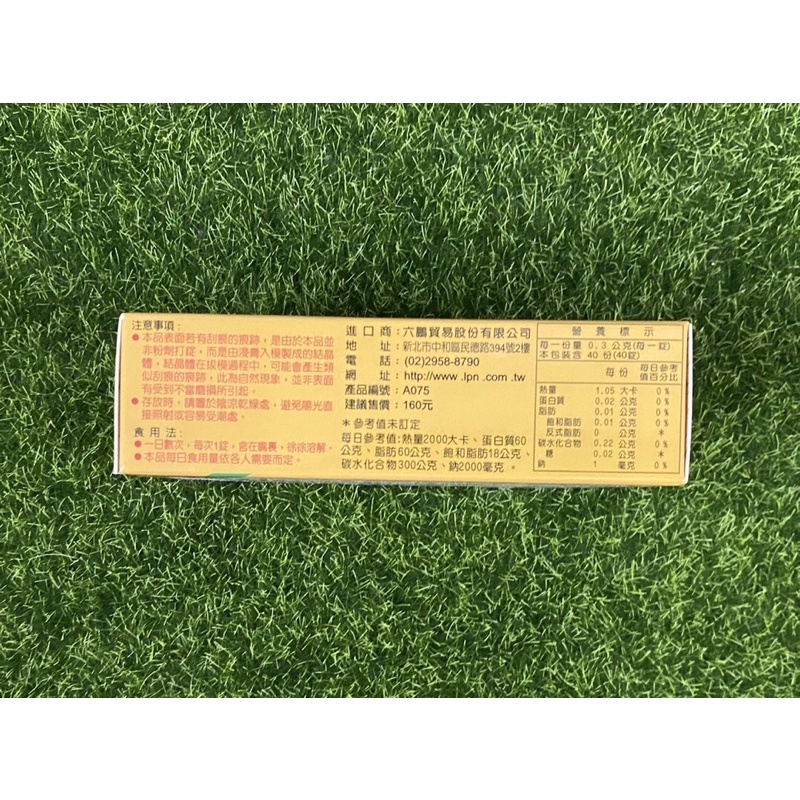 注意事項:
●本品表面若有刮痕的痕跡,是由於本品並
非粉劑打錠,而是由浸膏入模製成的結晶
體,結晶體在拔模過程中,可能會產生類
似刮痕的痕跡,此為自然現象,並非表面
有受到不當磨損所引起。
●存放時,請置於陰涼乾燥處,避免陽光直
接照射或容易受潮處。
食用法:
●一日數次,每次1錠,含在嘴裏,徐徐溶解。
●本品每日食用量依各人需要而定。
進口商:六鵬貿易股份有限公司
地址:新北市中和區民德路394號2樓
電話:(02)2958-8790
網址:http://www.lpn.com.tw
產品編號:A075
建議售價:160元
*參考值未訂定
每日參考值:熱量2000大卡、蛋白質60
公克、脂肪60公克、飽和脂肪18公克、
碳水化合物300公克、鈉2000毫克。
營養標示
每一份量 0.3 公克(每一錠)
本包裝含 40 份(40錠)
每份 每日參考值百分比
熱量 1.05 大卡 0%
蛋白質 0.02 公克 0%
脂肪 0.01 公克 0%
飽和脂肪 0.01 公克 0%
反式脂肪 0 公克 *
碳水化合物 0.22 公克 0%
糖 0.02 公克 *
鈉 1 毫克 0%